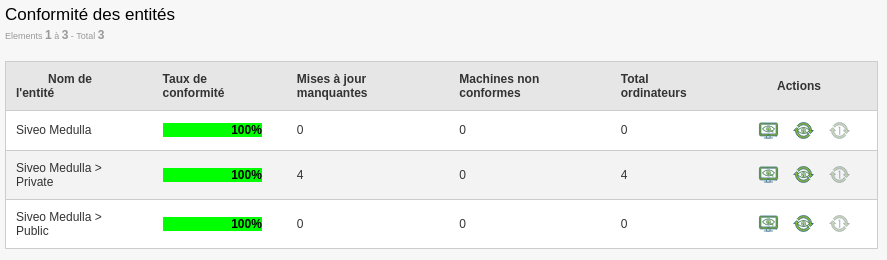 Conformité des entités
Elements 1 à 3 - Total 3
Nom de l'entité Taux de conformité Mises à jour manquantes Machines non conformes Total ordinateurs Actions
Siveo Medulla 100% 0 0 0
Siveo Medulla > Private 100% 4 0 4
Siveo Medulla > Public 100% 0 0 0